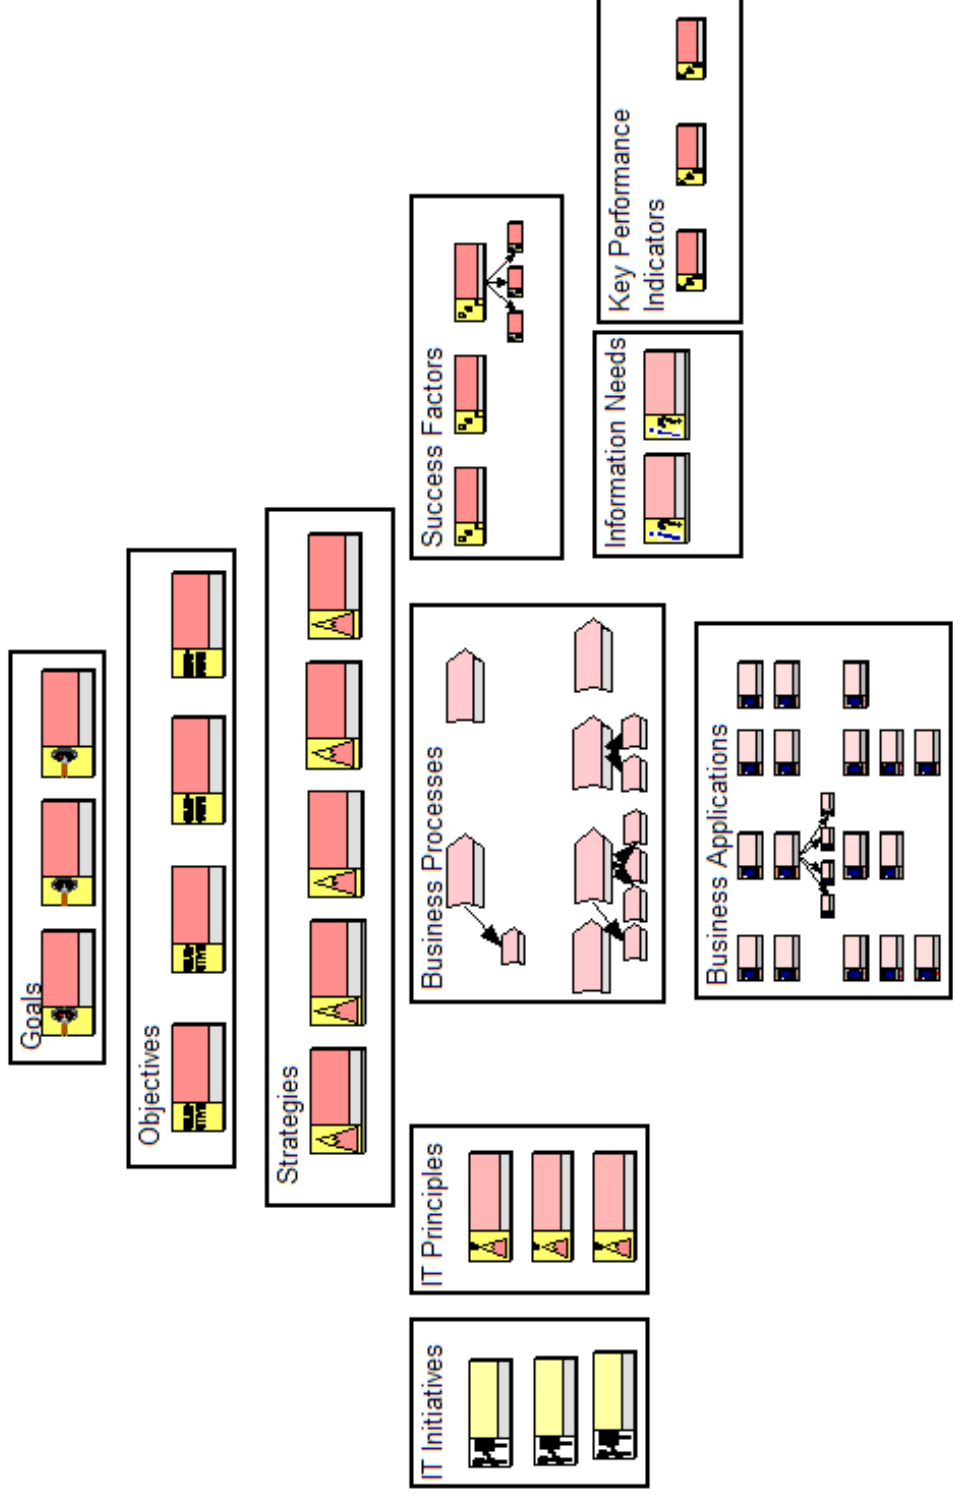 Goals
Objectives
Strategies
IT Initiatives
IT Principles
Business Processes
Success Factors
Business Applications
Information Needs
Key Performance
Indicators